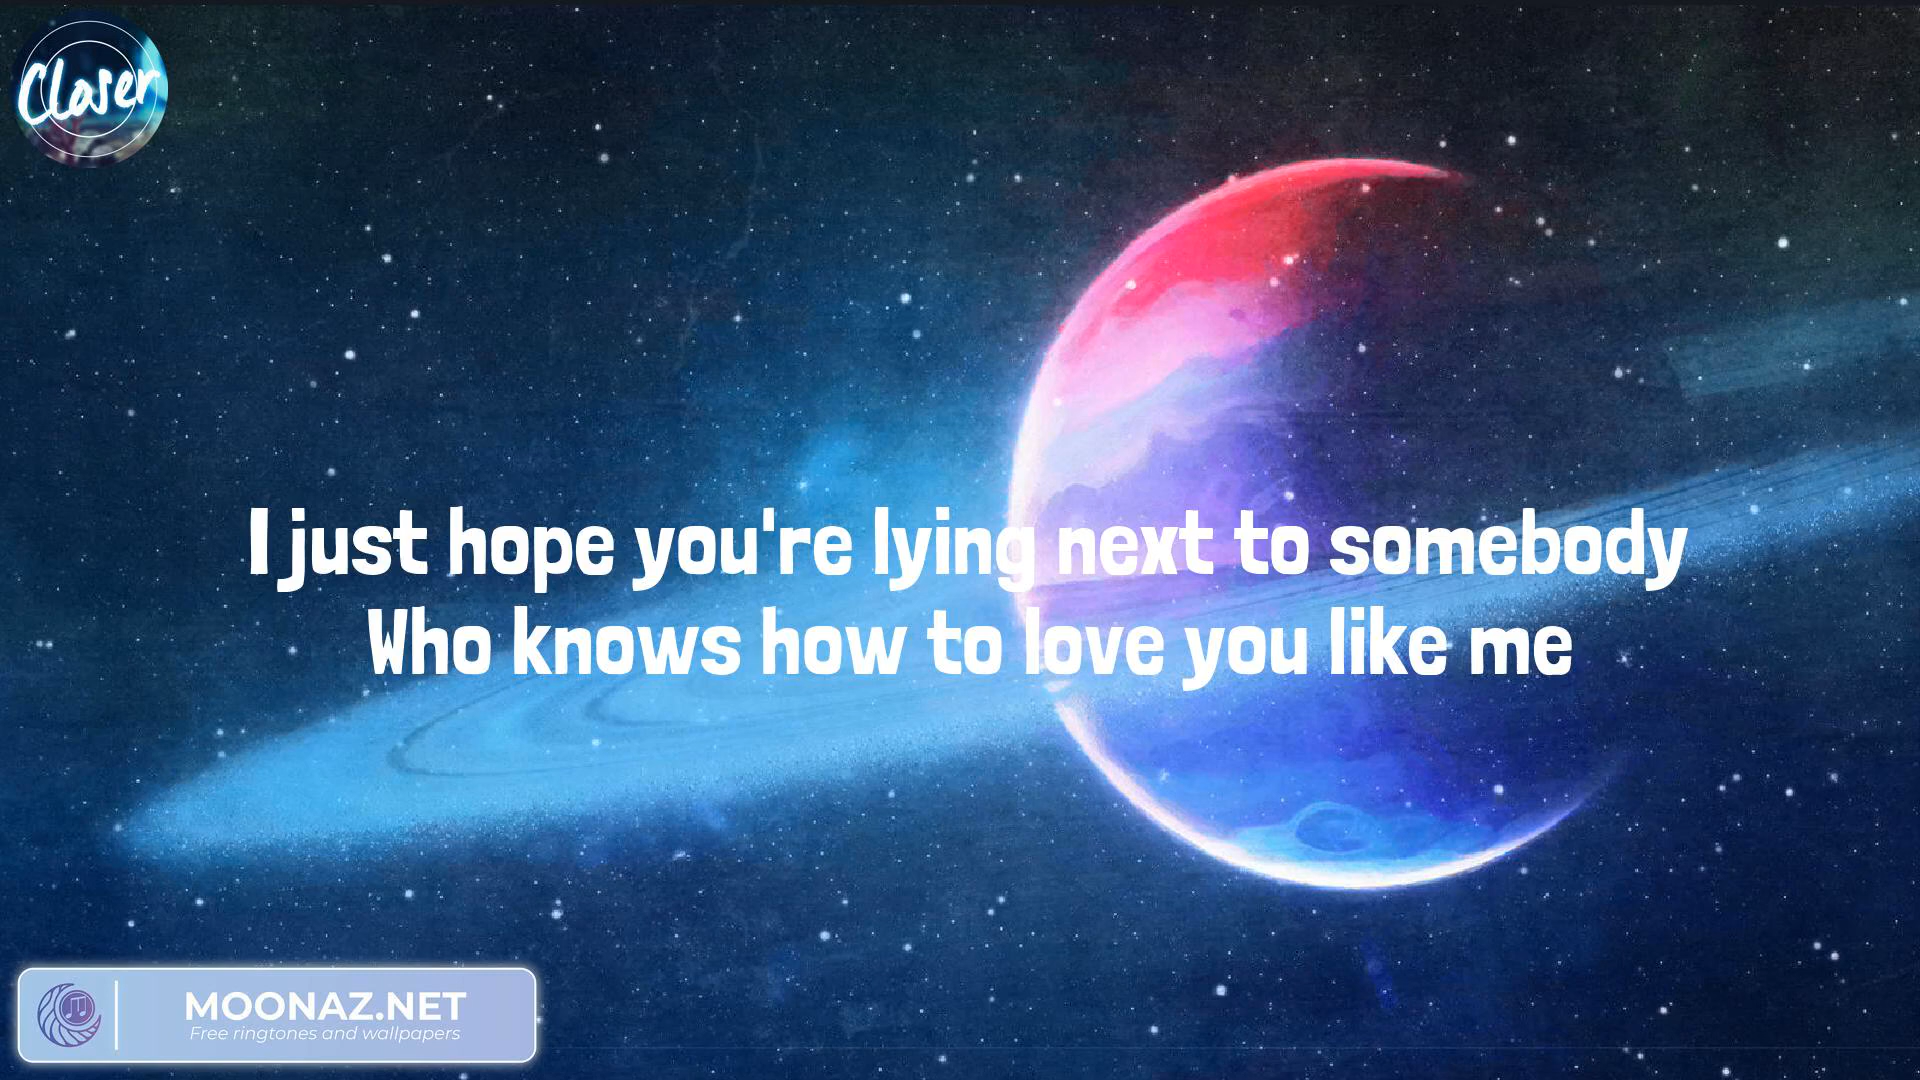 Closer
I just hope you're lying next to somebody
Who knows how to love you like me
MOONAZ.NET
Free ringtones and wallpapers